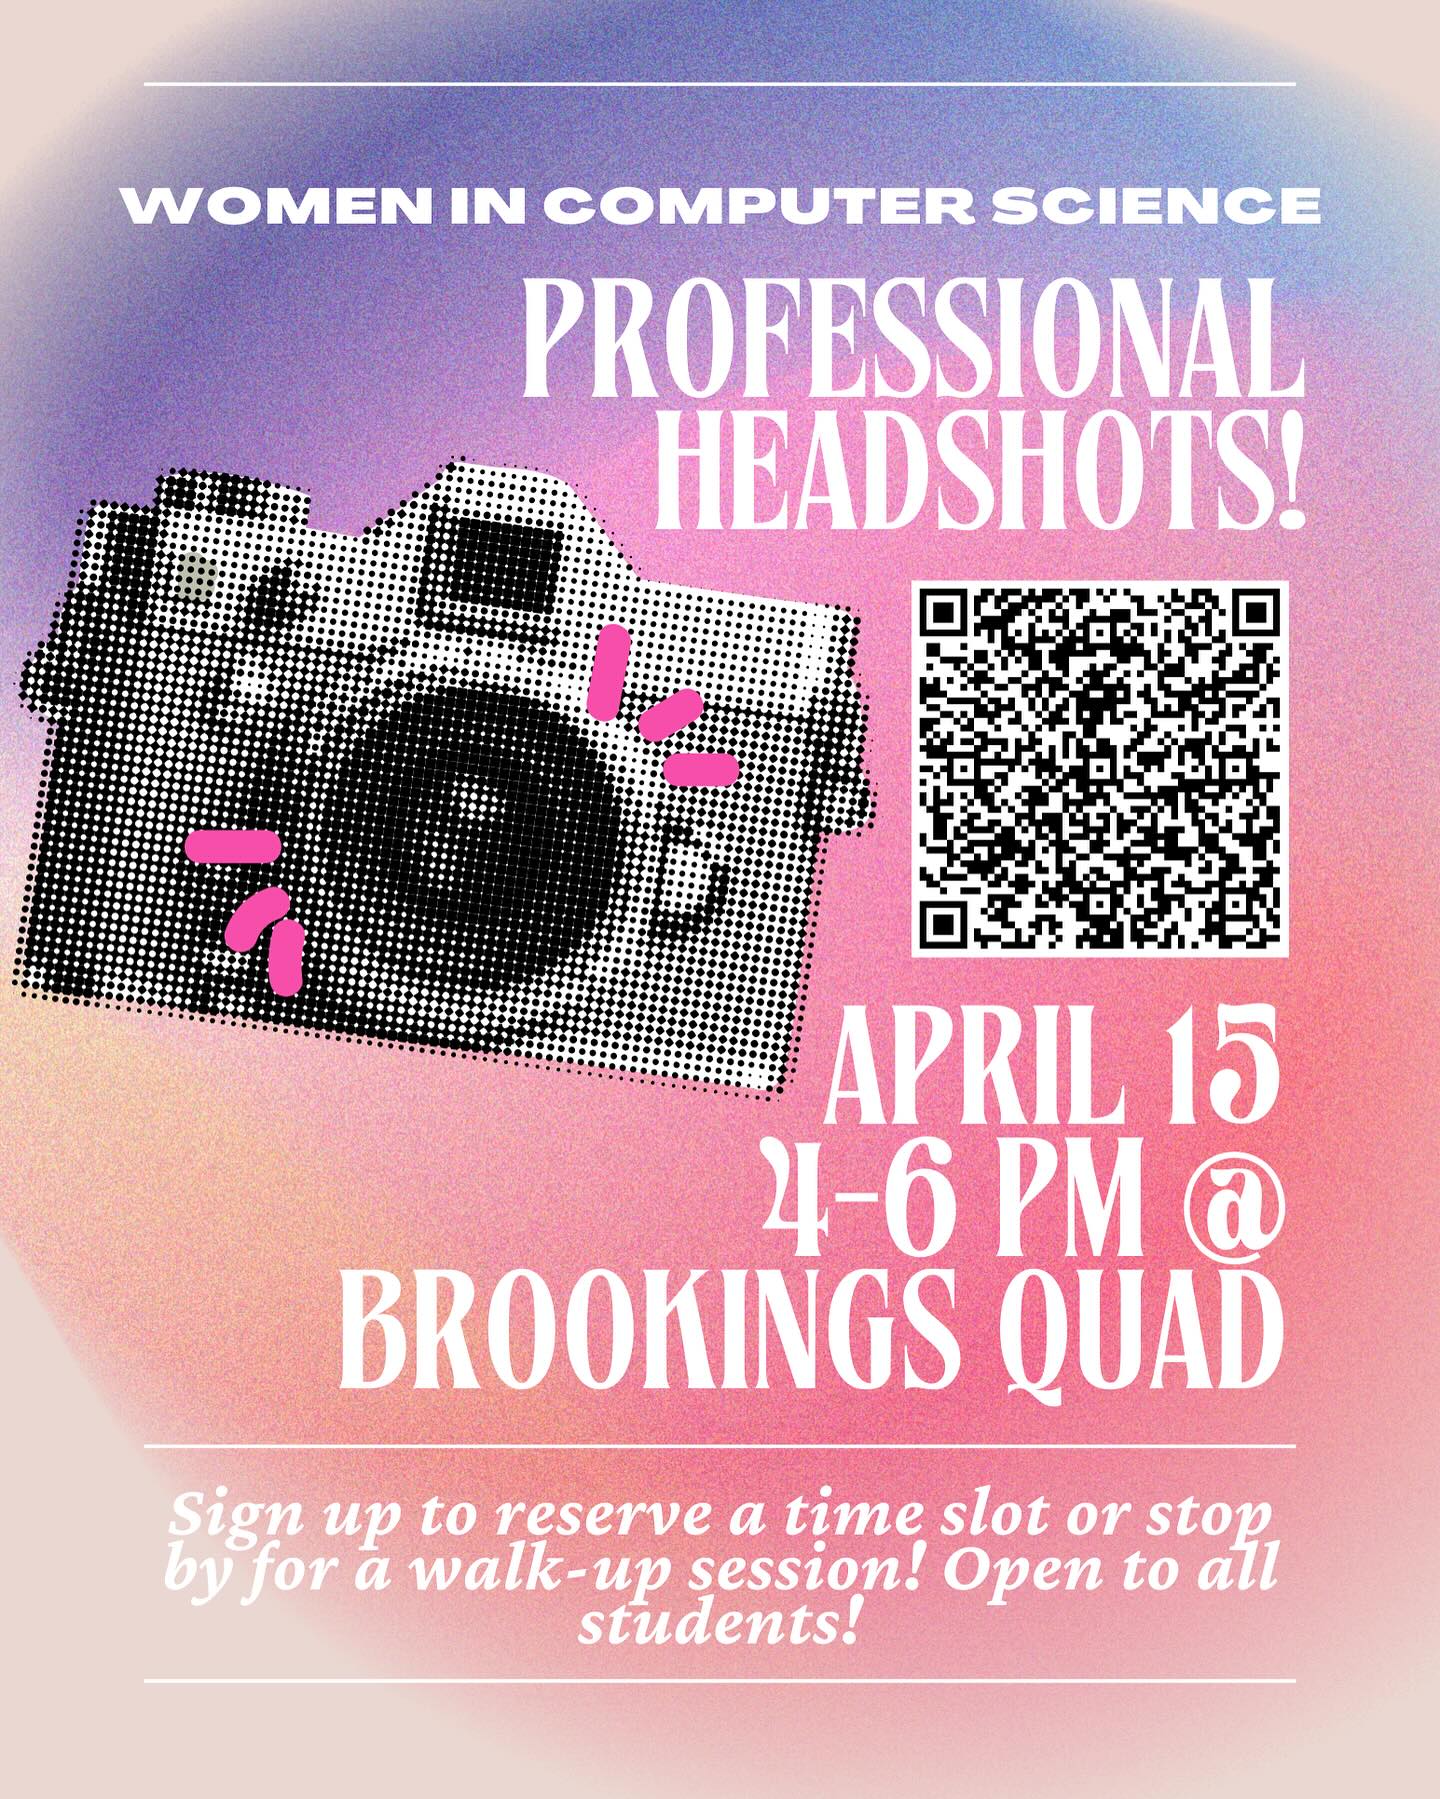 WOMEN IN COMPUTER SCIENCE
PROFESSIONAL
HEADSHOTS!
APRIL 15
4-6 PM @
BROOKINGS QUAD
Sign up to reserve a time slot or stop
by for a walk-up session! Open to all
students!